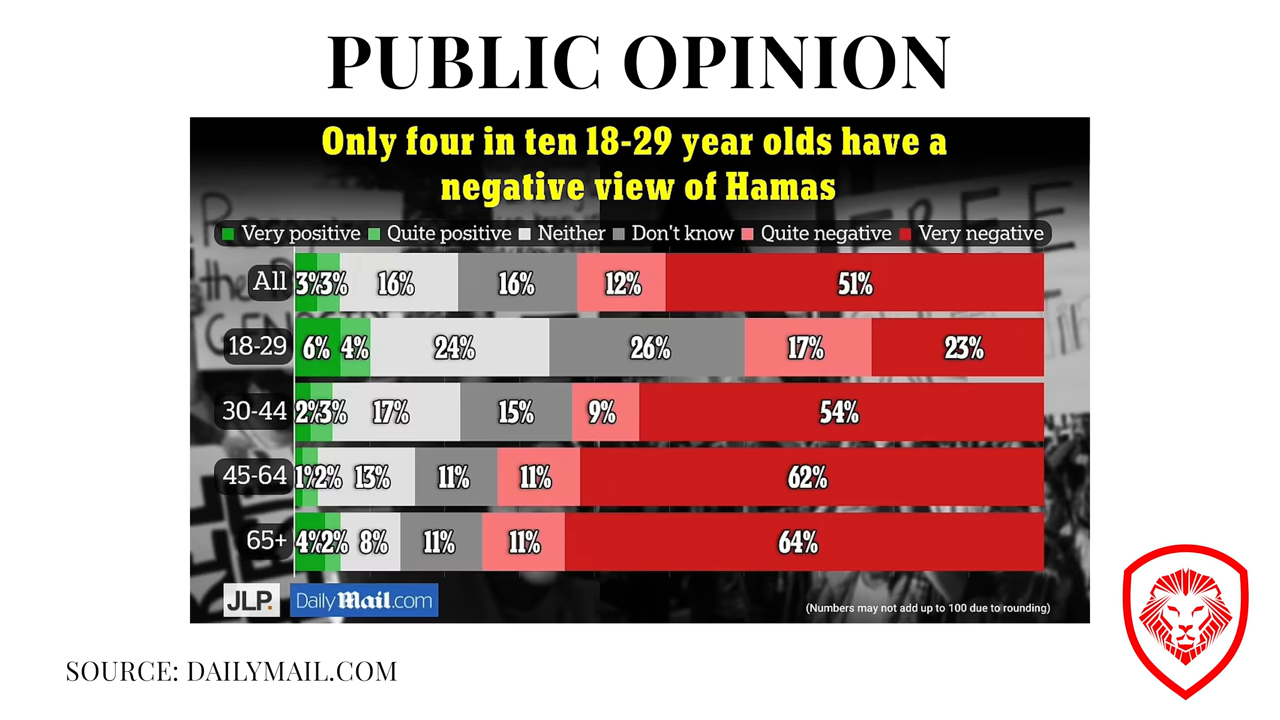 PUBLIC OPINION
Only four in ten 18-29 year olds have a
negative view of Hamas
Very positive Quite positive Neither Don't know Quite negative Very negative
All 3% 3% 16% 16% 12% 51%
18-29 6% 4% 24% 26% 17% 23%
30-44 2% 3% 17% 15% 9% 54%
45-64 1% 2% 13% 11% 11% 62%
65+ 4% 2% 8% 11% 11% 64%
JLP. Daily Mail.com (Numbers may not add up to 100 due to rounding)
SOURCE: DAILYMAIL.COM